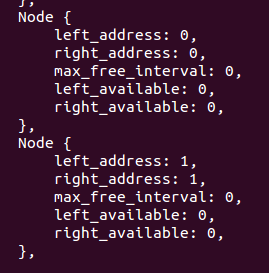 },
Node {
left_address: 0,
right_address: 0,
max_free_interval: 0,
left_available: 0,
right_available: 0,
},
Node {
left_address: 1,
right_address: 1,
max_free_interval: 0,
left_available: 0,
right_available: 0,
},